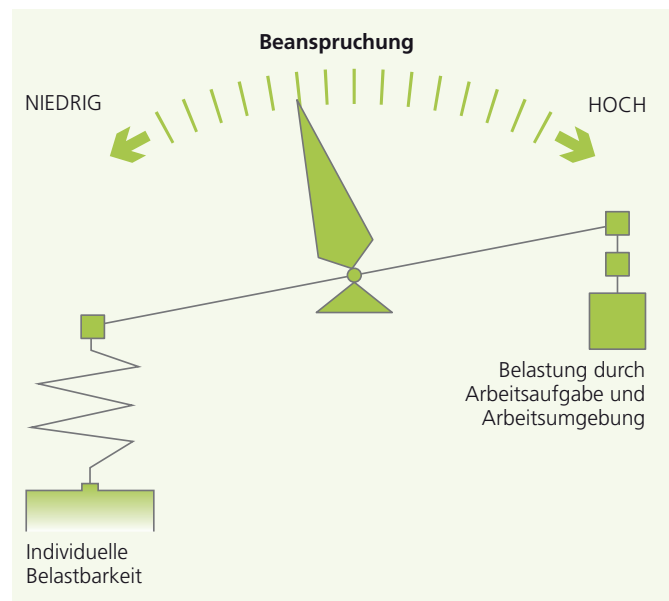 Beanspruchung
NIEDRIG
HOCH
Belastung durch
Arbeitsaufgabe und
Arbeitsumgebung
Individuelle
Belastbarkeit